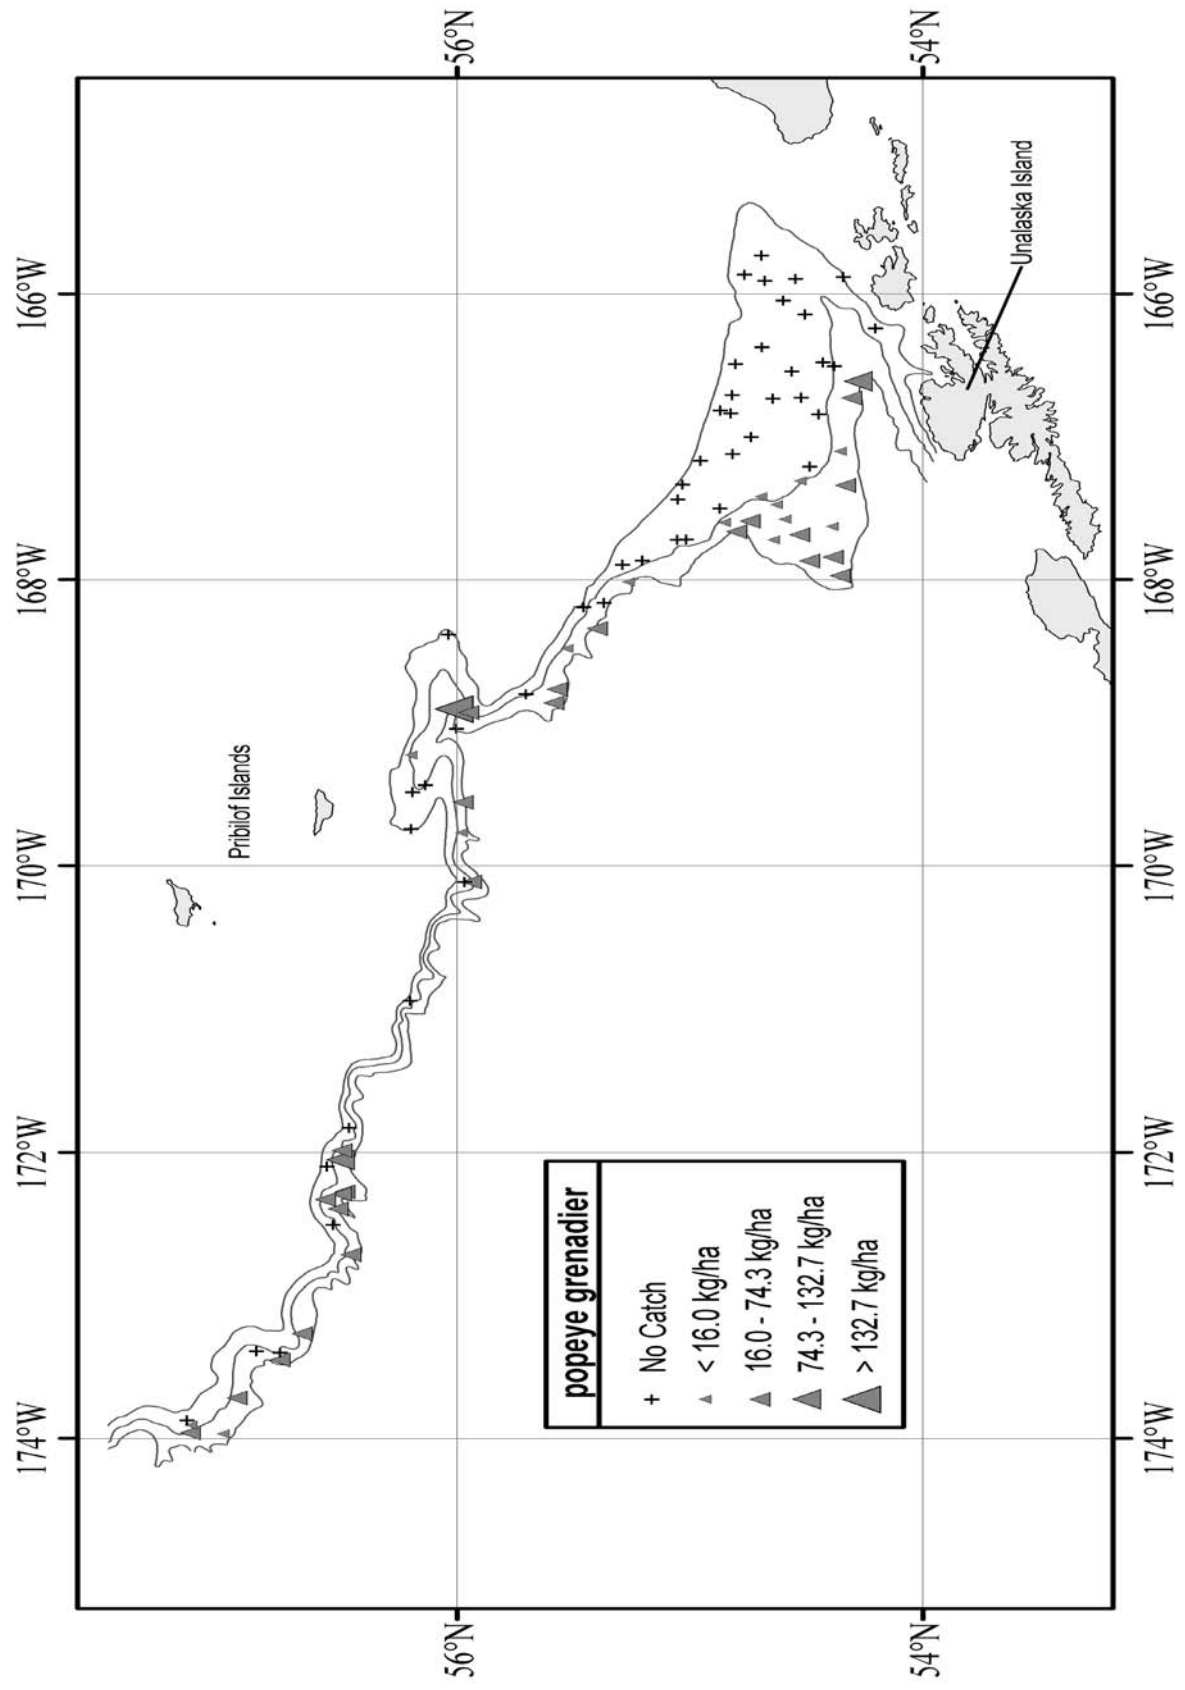 174°W
172°W
170°W
168°W
166°W
56°N
56°N
Pribilof Islands
popeye grenadier
No Catch
< 16.0 kg/ha
16.0 - 74.3 kg/ha
74.3 - 132.7 kg/ha
> 132.7 kg/ha
54°N
54°N
Unalaska Island
174°W
172°W
170°W
168°W
166°W